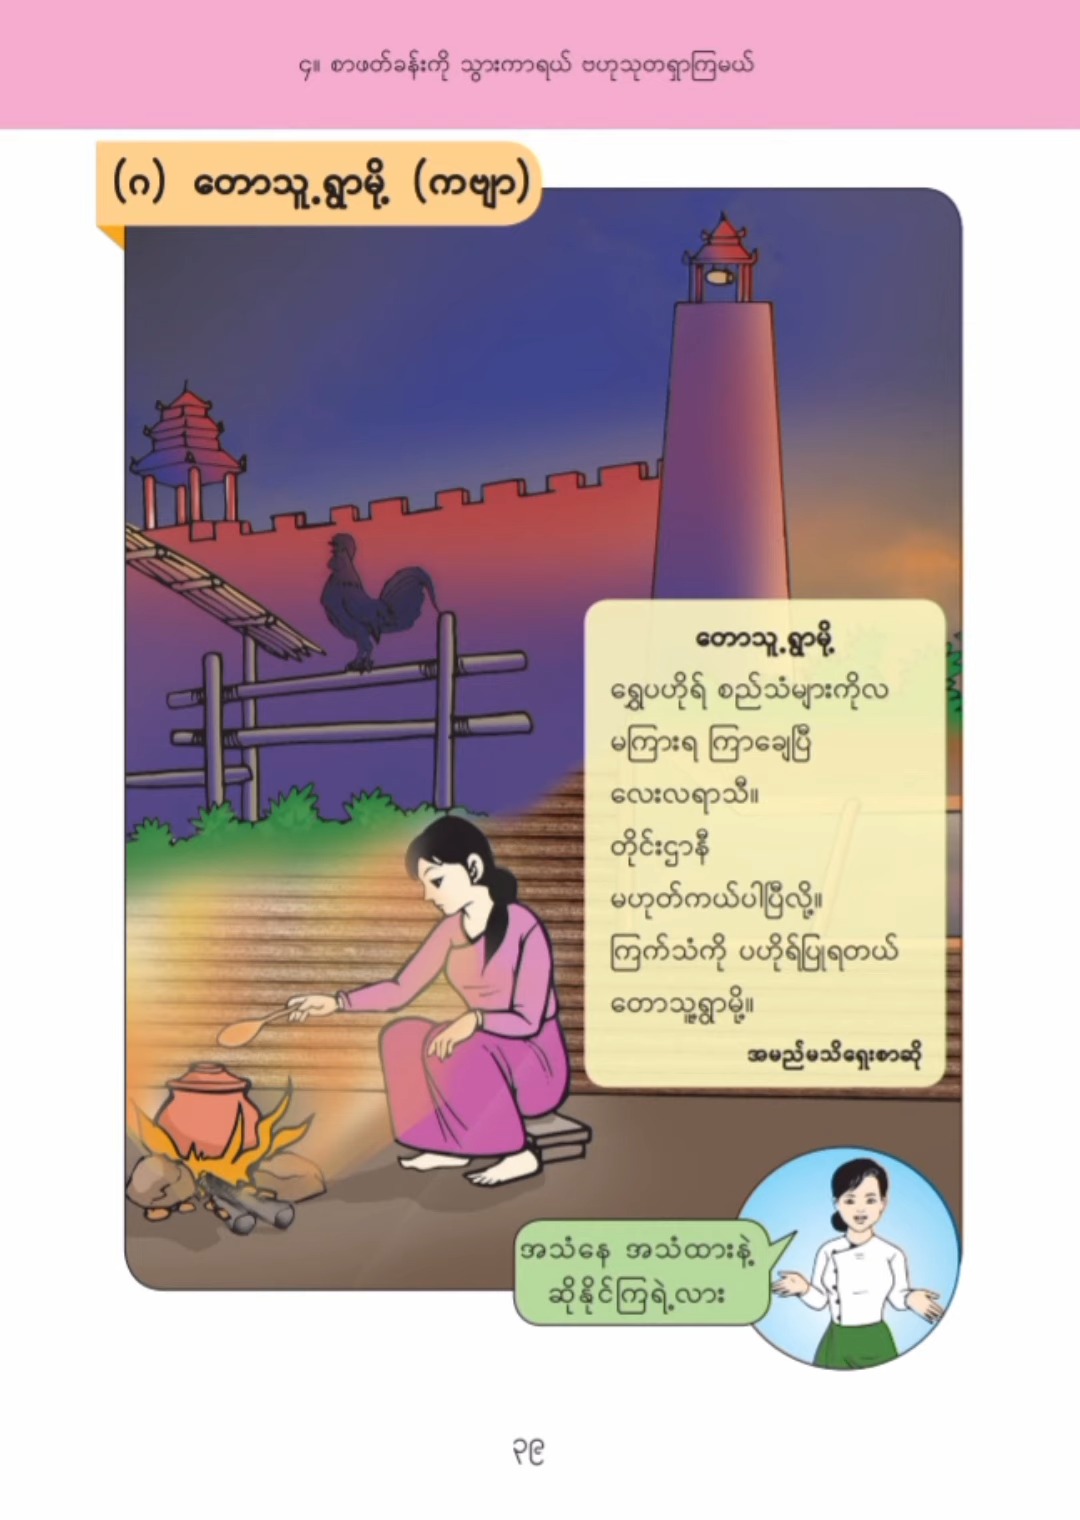 ၄။ စာဖတ်ခန်းကို သွားကာရယ် ဗဟုသုတရှာကြမယ်
(ဂ) တောသူ့ရွာမို့ (ကဗျာ)
တောသူ့ရွာမို့
ရွှေပဟိုရ် စည်သံများကိုလ
မကြားရ ကြာချေပြီ
လေးလရာသီ။
တိုင်းဌာနီ
မဟုတ်ကယ်ပါပြီလို့။
ကြက်သံကို ပဟိုရ်ပြုရတယ်
တောသူ့ရွာမို့။
အမည်မသိရှေးစာဆို
အသံနေ အသံထားနဲ့
ဆိုနိုင်ကြရဲ့လား
၃၉